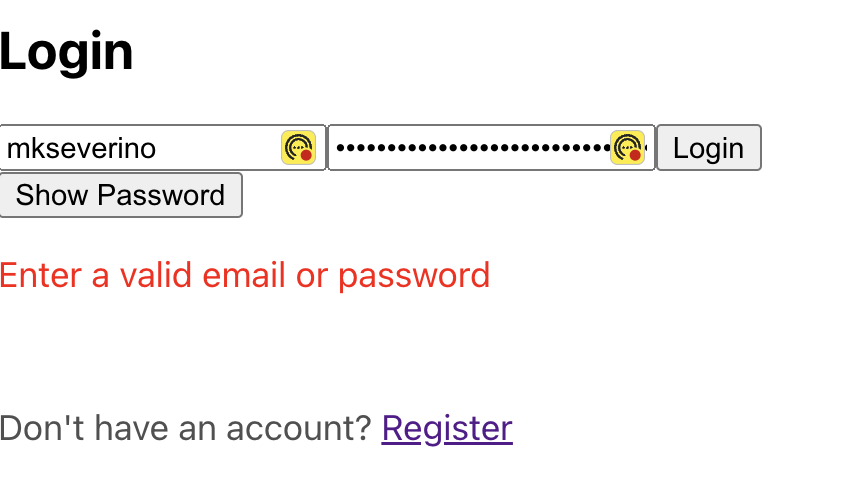 Login
mkseverino Login
Show Password
Enter a valid email or password
Don't have an account? Register